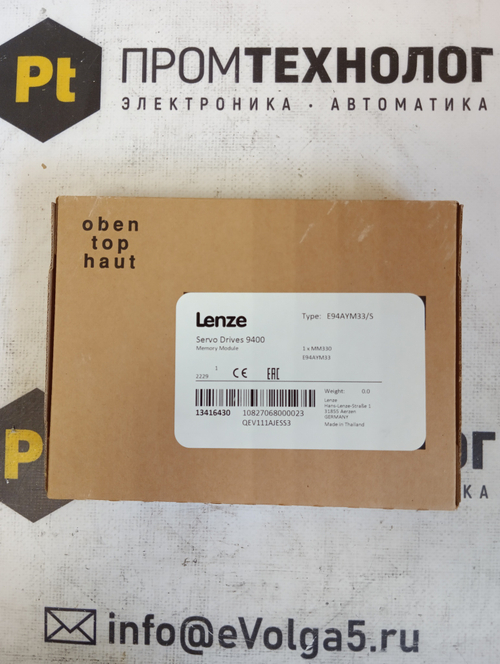 Pt
ПРОМТЕХНОЛОГ
ЭЛЕКТРОНИКА · АВТОМАТИКА
oben
top
haut
Lenze
Type: E94AYM33/S
Servo Drives 9400
Memory Module
1 x MM330
E94AYM33
1
2229
CE
EAC
Weight: 0.0
13416430 10827068000023
QEV111AJES53
Lenze
Hans-Lenze-Straße 1
31855 Aerzen
GERMANY
Made in Thailand
P
ОГ
КА
info@eVolga5.ru